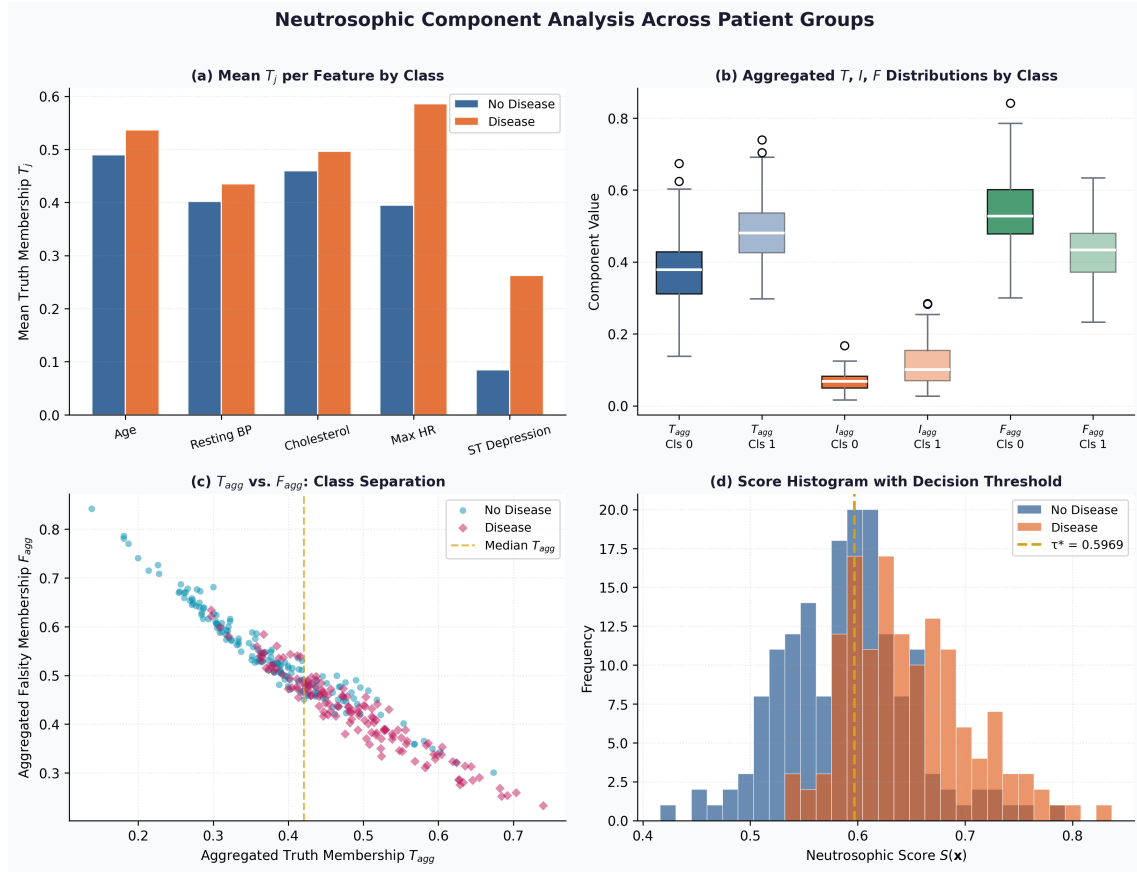 Neutrosophic Component Analysis Across Patient Groups
(a) Mean Tj per Feature by Class
Mean Truth Membership Tj
0.6
0.5
0.4
0.3
0.2
0.1
0.0
No Disease
Disease
Age
Resting BP
Cholesterol
Max HR
ST Depression
(b) Aggregated T, I, F Distributions by Class
Component Value
0.8
0.6
0.4
0.2
0.0
Tagg
Cls 0
Tagg
Cls 1
Iagg
Cls 0
Iagg
Cls 1
Fagg
Cls 0
Fagg
Cls 1
(c) Tagg vs. Fagg: Class Separation
Aggregated Falsity Membership Fagg
0.8
0.7
0.6
0.5
0.4
0.3
No Disease
Disease
Median Tagg
0.2
0.3
0.4
0.5
0.6
0.7
Aggregated Truth Membership Tagg
(d) Score Histogram with Decision Threshold
Frequency
20.0
17.5
15.0
12.5
10.0
7.5
5.0
2.5
0.0
No Disease
Disease
τ* = 0.5969
0.4
0.5
0.6
0.7
0.8
Neutrosophic Score S(x)